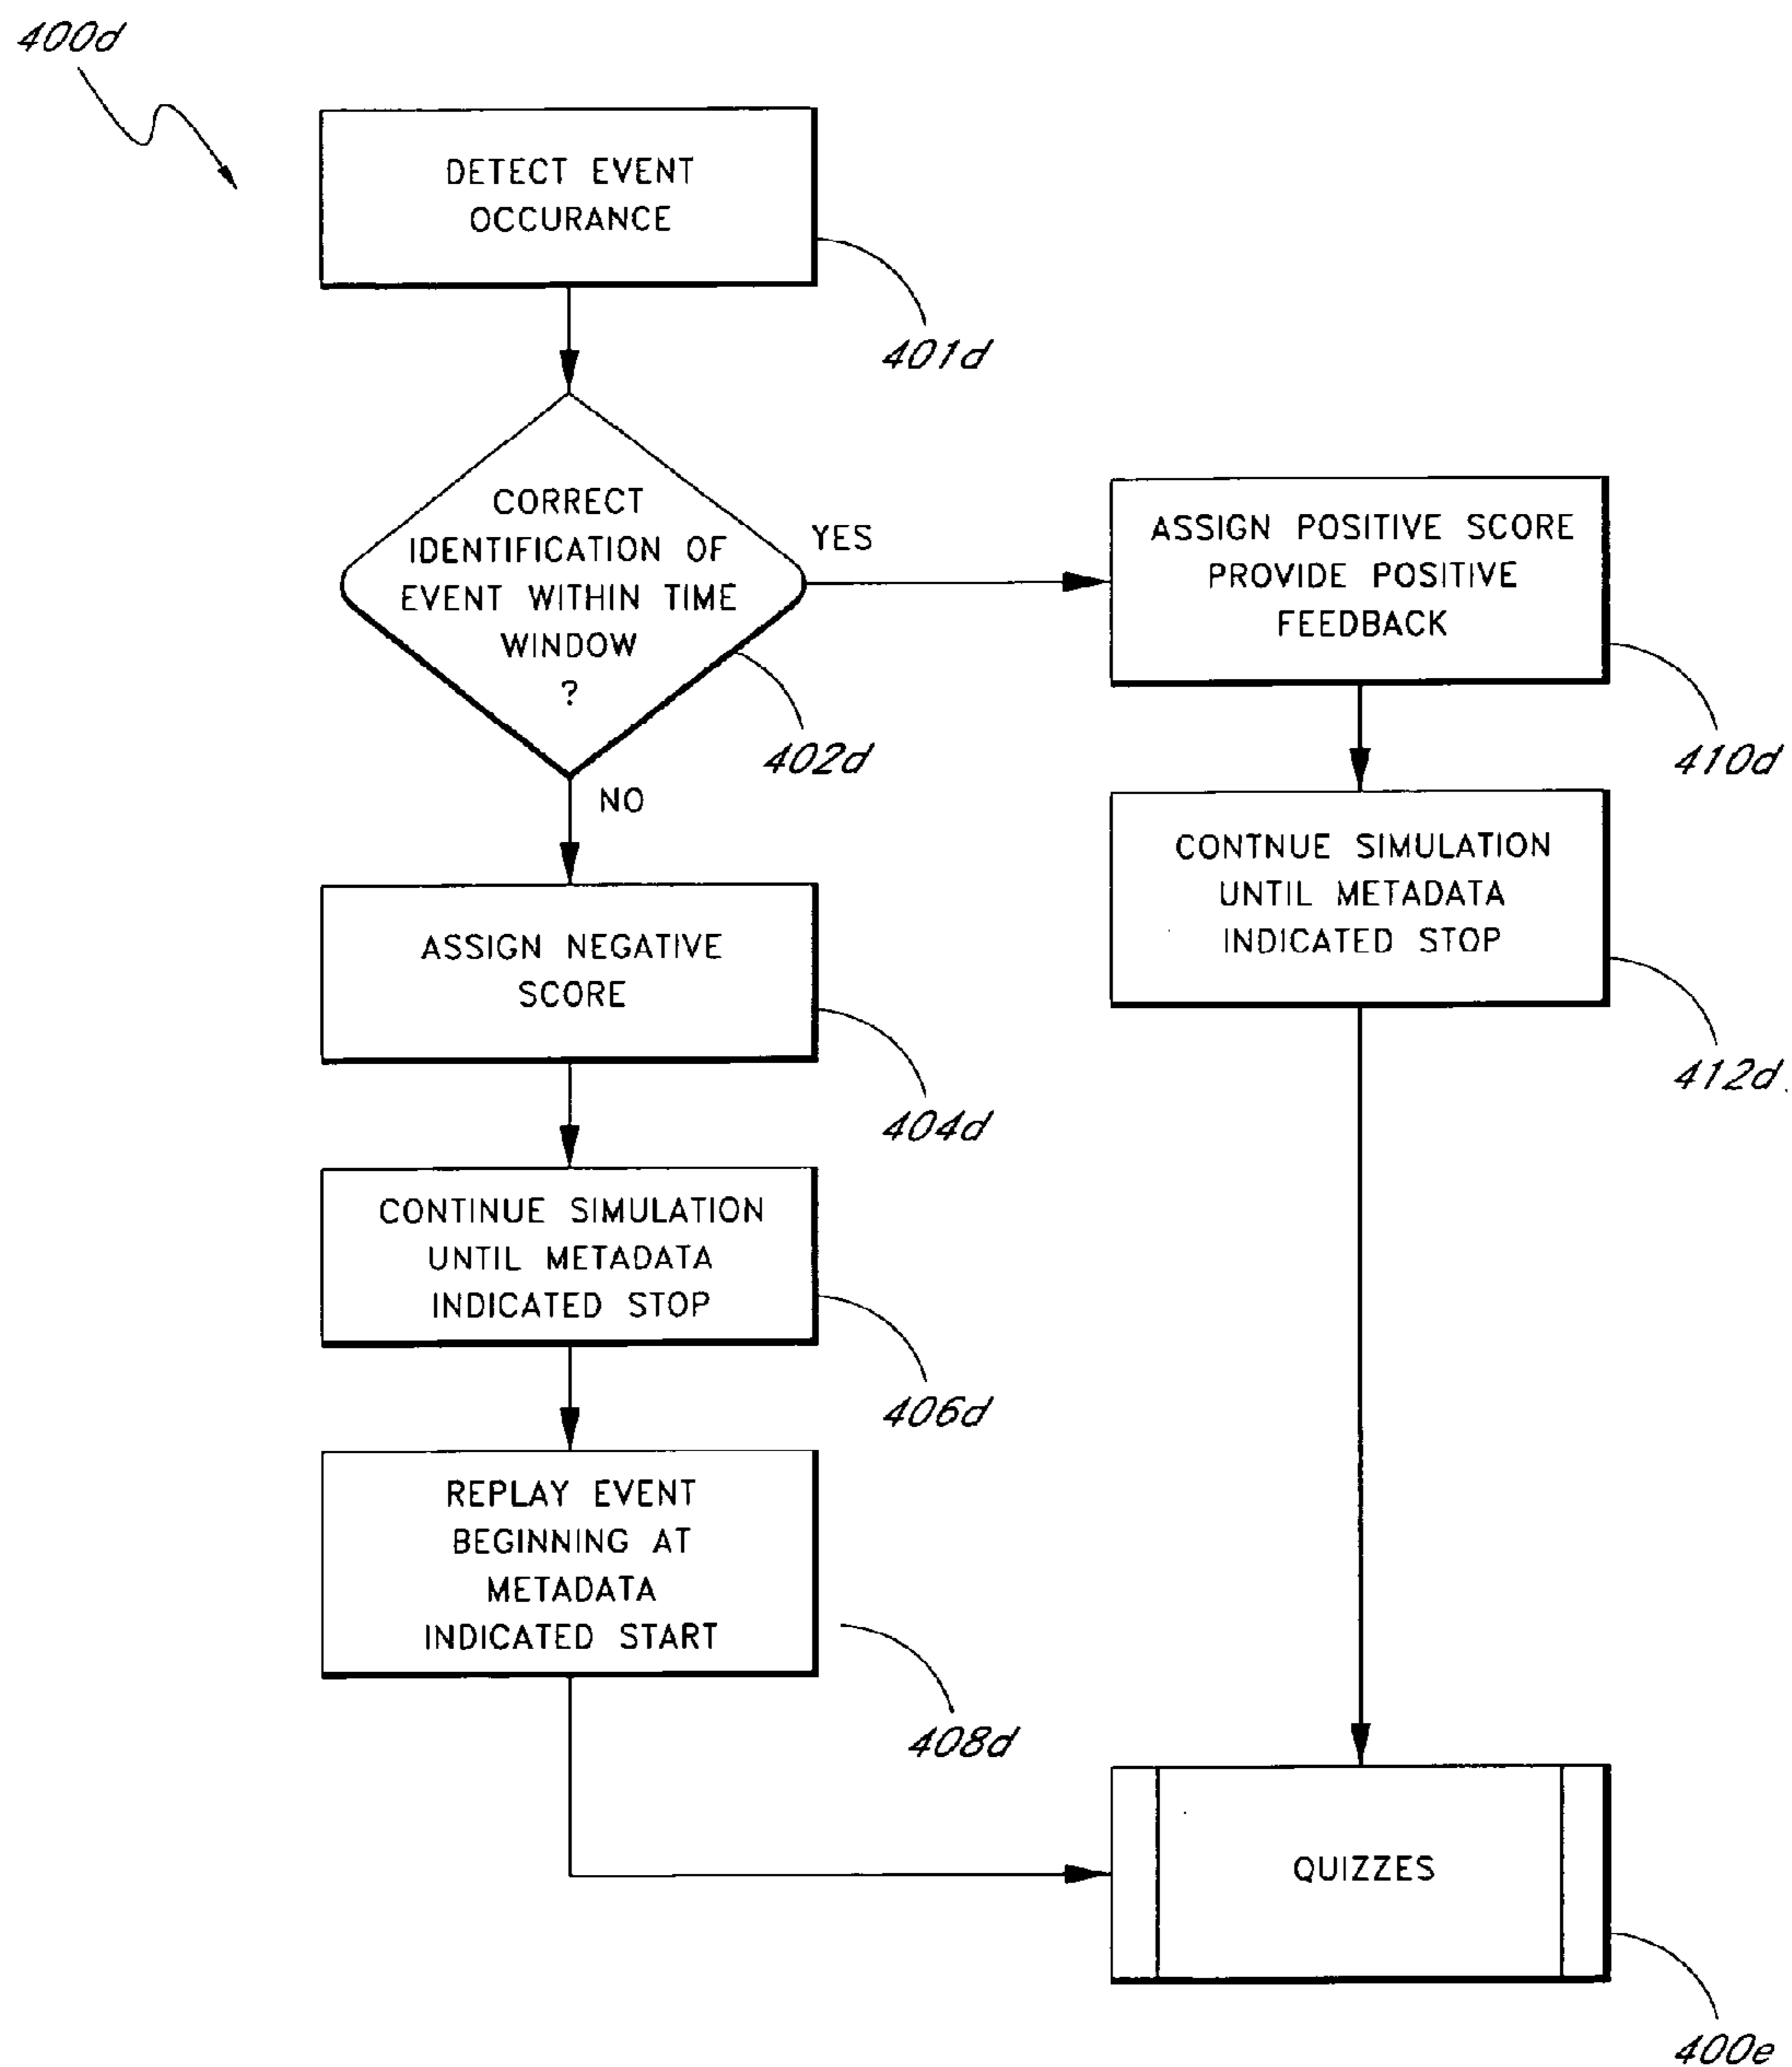 400d
DETECT EVENT
OCCURANCE
401d
CORRECT
IDENTIFICATION OF
EVENT WITHIN TIME
WINDOW
?
402d
YES
NO
ASSIGN POSITIVE SCORE
PROVIDE POSITIVE
FEEDBACK
410d
CONTNUE SIMULATION
UNTIL METADATA
INDICATED STOP
412d
ASSIGN NEGATIVE
SCORE
404d
CONTINUE SIMULATION
UNTIL METADATA
INDICATED STOP
406d
REPLAY EVENT
BEGINNING AT
METADATA
INDICATED START
408d
QUIZZES
400e